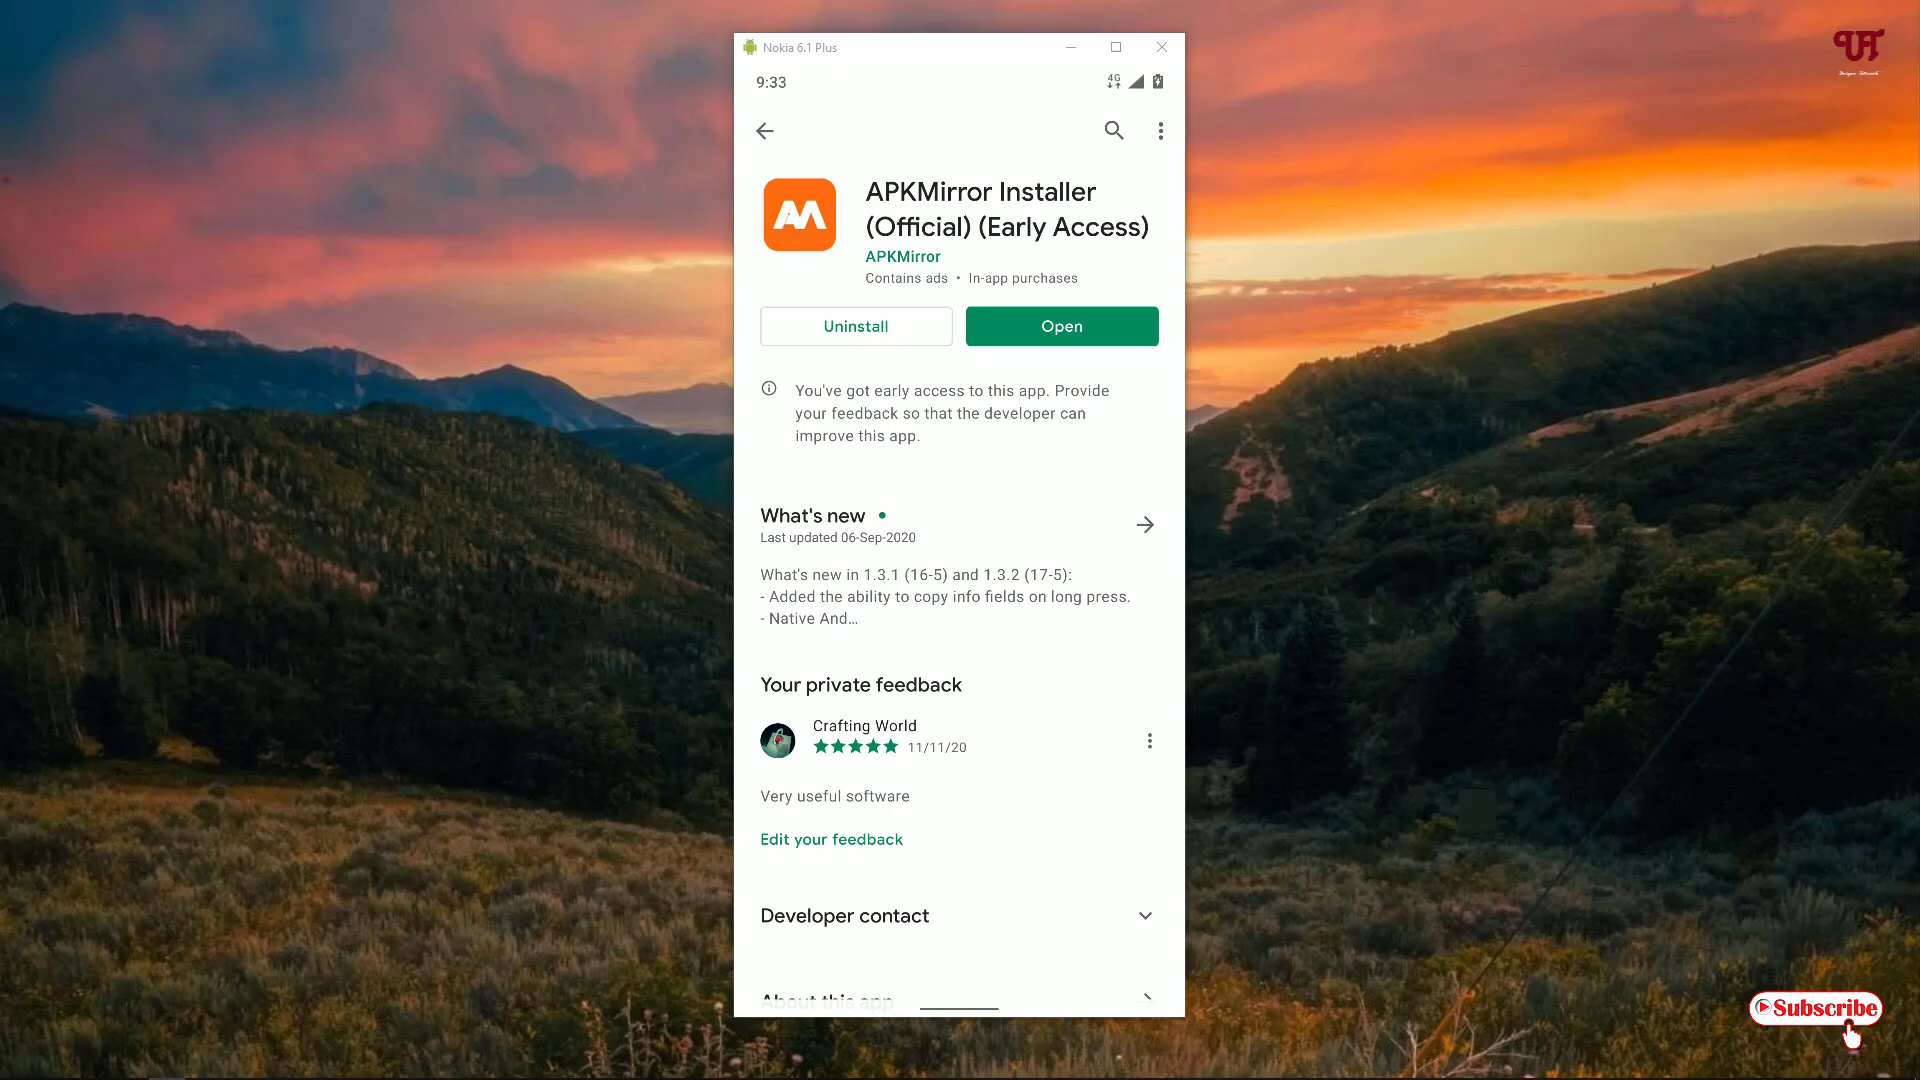 Nokia 6.1 Plus
9:33
4G
APKMirror Installer
(Official) (Early Access)
APKMirror
Contains ads • In-app purchases
Uninstall
Open
You've got early access to this app. Provide
your feedback so that the developer can
improve this app.
What's new
Last updated 06-Sep-2020
What's new in 1.3.1 (16-5) and 1.3.2 (17-5):
- Added the ability to copy info fields on long press.
- Native And…
Your private feedback
Crafting World
11/11/20
Very useful software
Edit your feedback
Developer contact
About this app
Subscribe